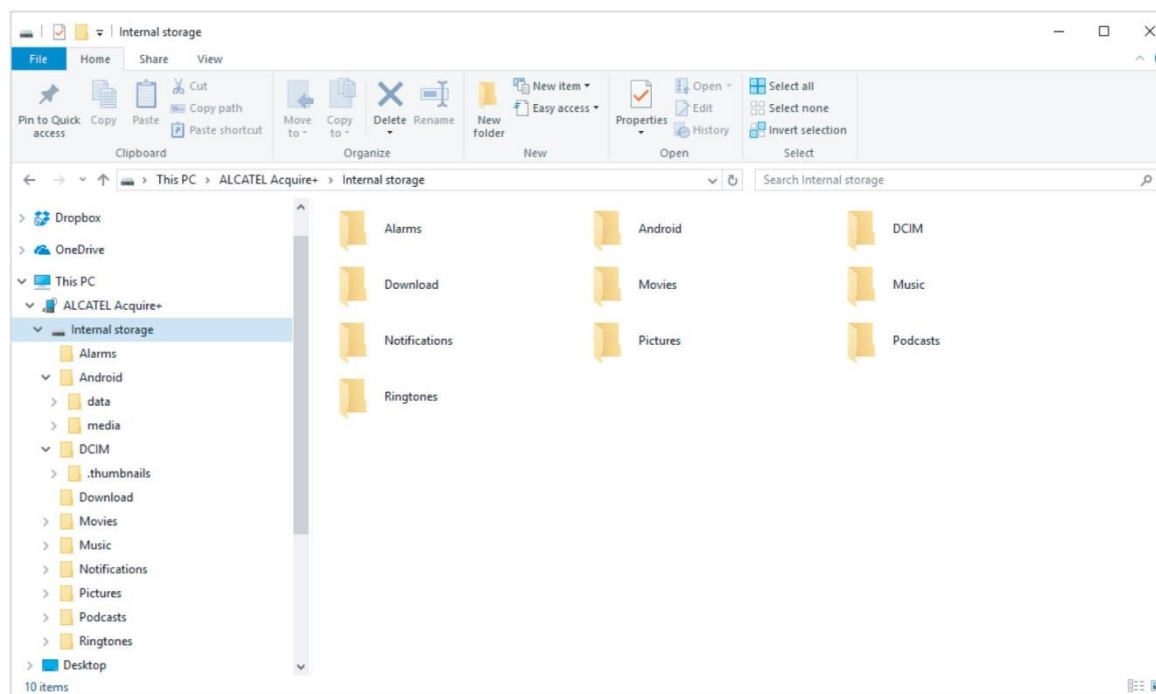 Internal storage
File Home Share View
Pin to Quick access
Copy
Paste
Cut
Copy path
Paste shortcut
Clipboard
Move to
Copy to
Delete
Rename
Organize
New folder
New item
Easy access
New
Properties
Open
Edit
History
Open
Select all
Select none
Invert selection
Select
This PC > ALCATEL Acquire+ > Internal storage
Search Internal storage
Dropbox
OneDrive
This PC
ALCATEL Acquire+
Internal storage
Alarms
Android
data
media
DCIM
.thumbnails
Download
Movies
Music
Notifications
Pictures
Podcasts
Ringtones
Desktop
Alarms Android DCIM
Download Movies Music
Notifications Pictures Podcasts
Ringtones
10 items